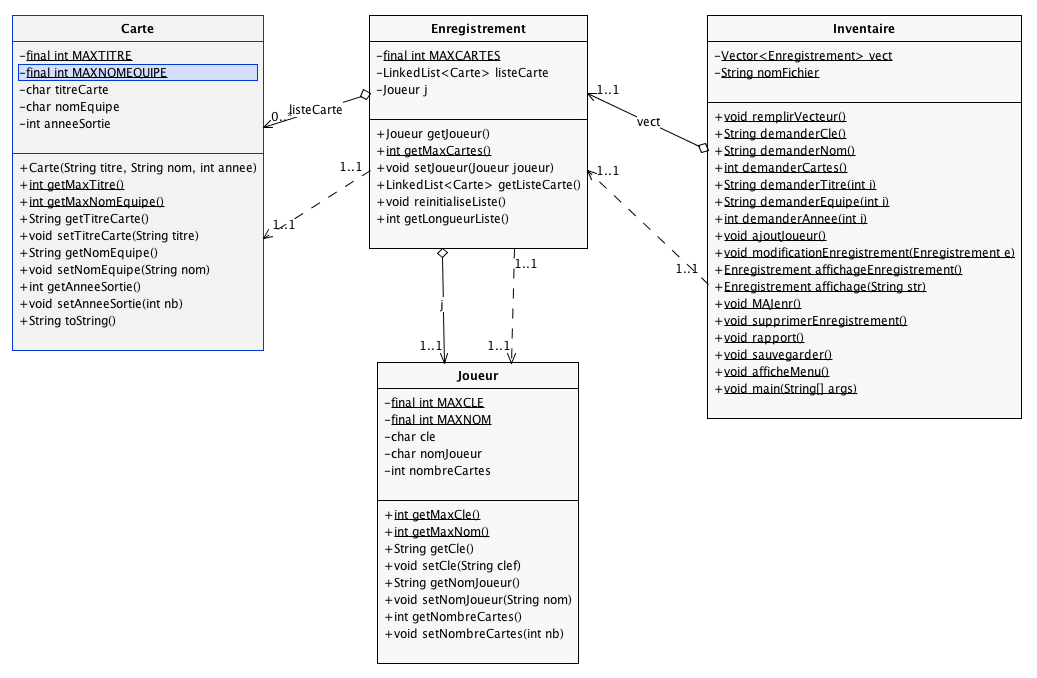 Carte
-final int MAXTITRE
-final int MAXNOMEQUIPE
-char titreCarte
-char nomEquipe
-int anneeSortie
+Carte(String titre, String nom, int annee)
+int getMaxTitre()
+int getMaxNomEquipe()
+String getTitreCarte()
+void setTitreCarte(String titre)
+String getNomEquipe()
+void setNomEquipe(String nom)
+int getAnneeSortie()
+void setAnneeSortie(int nb)
+String toString()
listeCarte
0..*
1..1
1..1
Enregistrement
-final int MAXCARTES
-LinkedList<Carte> listeCarte
-Joueur j
+Joueur getJoueur()
+int getMaxCartes()
+void setJoueur(Joueur joueur)
+LinkedList<Carte> getListeCarte()
+void reinitialiseListe()
+int getLongueurListe()
1..1
vect
1..1
1..1
Inventaire
-Vector<Enregistrement> vect
-String nomFichier
+void remplirVecteur()
+String demanderCle()
+String demanderNom()
+int demanderCartes()
+String demanderTitre(int i)
+String demanderEquipe(int i)
+int demanderAnnee(int i)
+void ajoutJoueur()
+void modificationEnregistrement(Enregistrement e)
+Enregistrement affichageEnregistrement()
+Enregistrement affichage(String str)
+void MAJenr()
+void supprimerEnregistrement()
+void rapport()
+void sauvegarder()
+void afficheMenu()
+void main(String[] args)
1..1
j
1..1
1..1
Joueur
-final int MAXCLE
-final int MAXNOM
-char cle
-char nomJoueur
-int nombreCartes
+int getMaxCle()
+int getMaxNom()
+String getCle()
+void setCle(String clef)
+String getNomJoueur()
+void setNomJoueur(String nom)
+int getNombreCartes()
+void setNombreCartes(int nb)